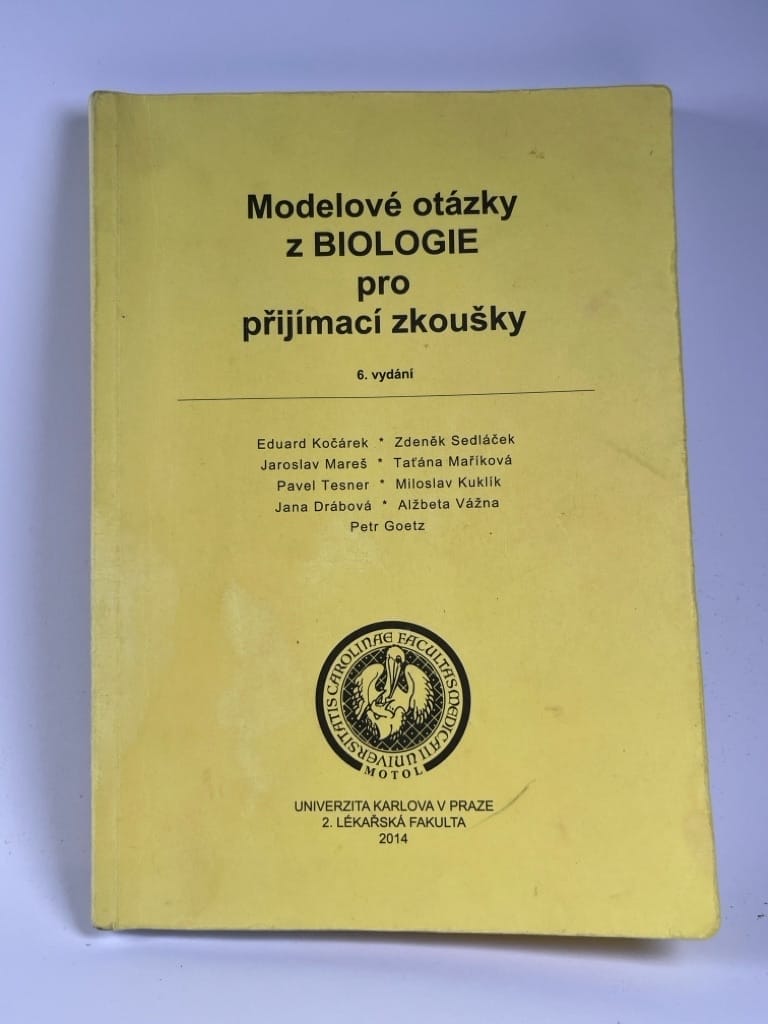 Modelové otázky
z BIOLOGIE
pro
přijímací zkoušky
6. vydání
Eduard Kočárek * Zdeněk Sedláček
Jaroslav Mareš * Taťána Maříková
Pavel Tesner * Miloslav Kuklík
Jana Drábová * Alžbeta Vážna
Petr Goetz
UNIVERSITATIS CAROLINAE FACULTAS MEDICA II
MOTOL
UNIVERZITA KARLOVA V PRAZE
2. LÉKAŘSKÁ FAKULTA
2014